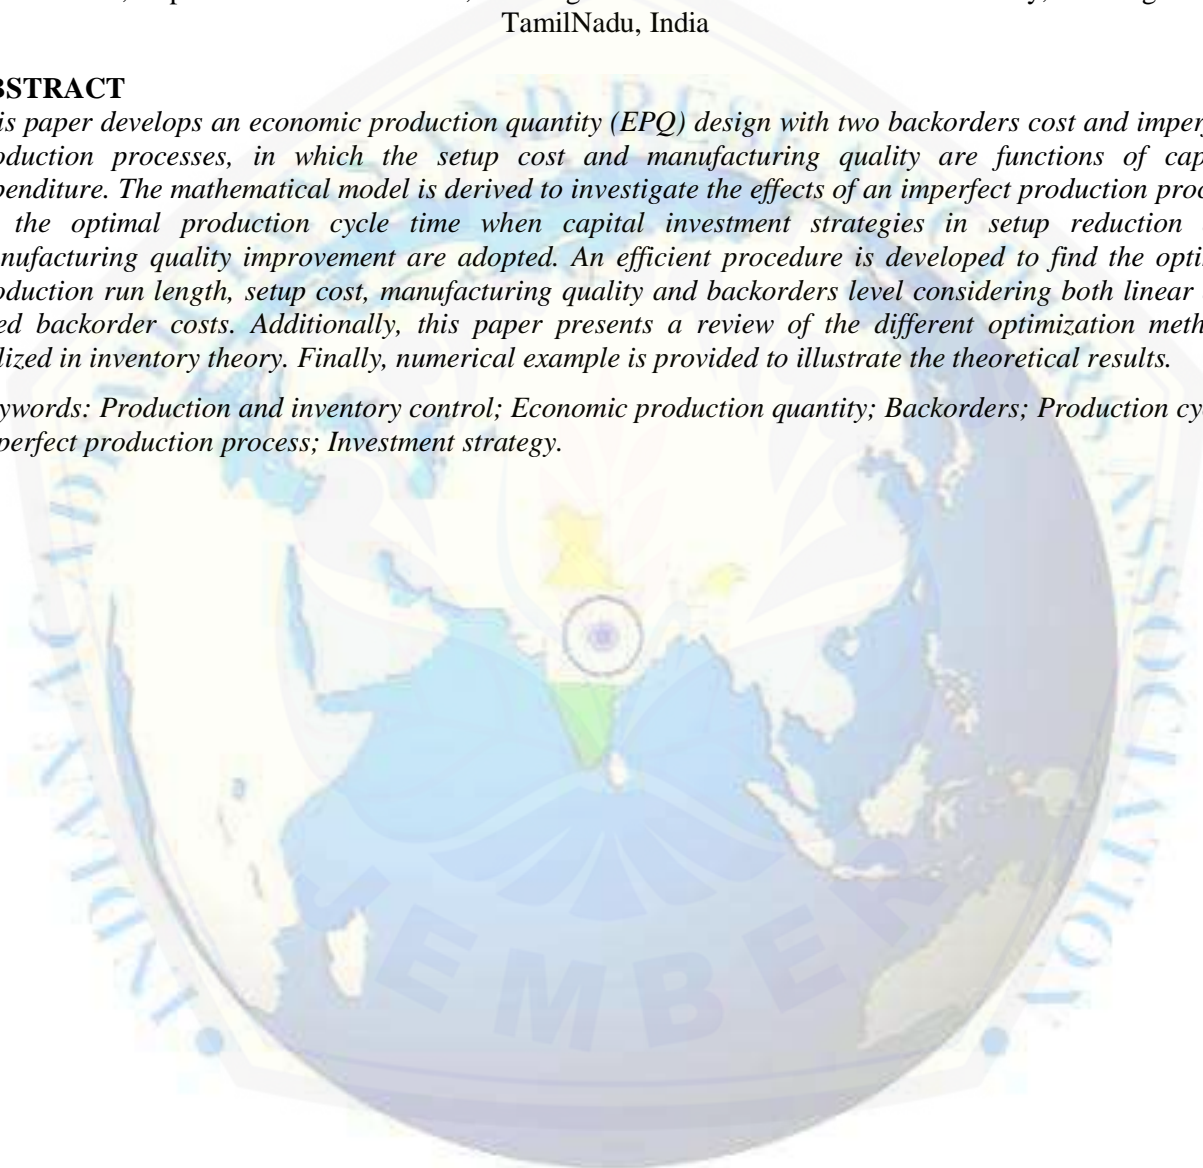 TamilNadu, India
BSTRACT
is paper develops an economic production quantity (EPQ) design with two backorders cost and imper
oduction processes, in which the setup cost and manufacturing quality are functions of cap
penditure. The mathematical model is derived to investigate the effects of an imperfect production proc
the optimal production cycle time when capital investment strategies in setup reduction
nufacturing quality improvement are adopted. An efficient procedure is developed to find the opti
oduction run length, setup cost, manufacturing quality and backorders level considering both linear
ed backorder costs. Additionally, this paper presents a review of the different optimization meth
lized in inventory theory. Finally, numerical example is provided to illustrate the theoretical results.
ywords: Production and inventory control; Economic production quantity; Backorders; Production cy
perfect production process; Investment strategy.
INDIAN ACADEMICIANS AND RESEARCHERS ASSOCIATION
JEMBER